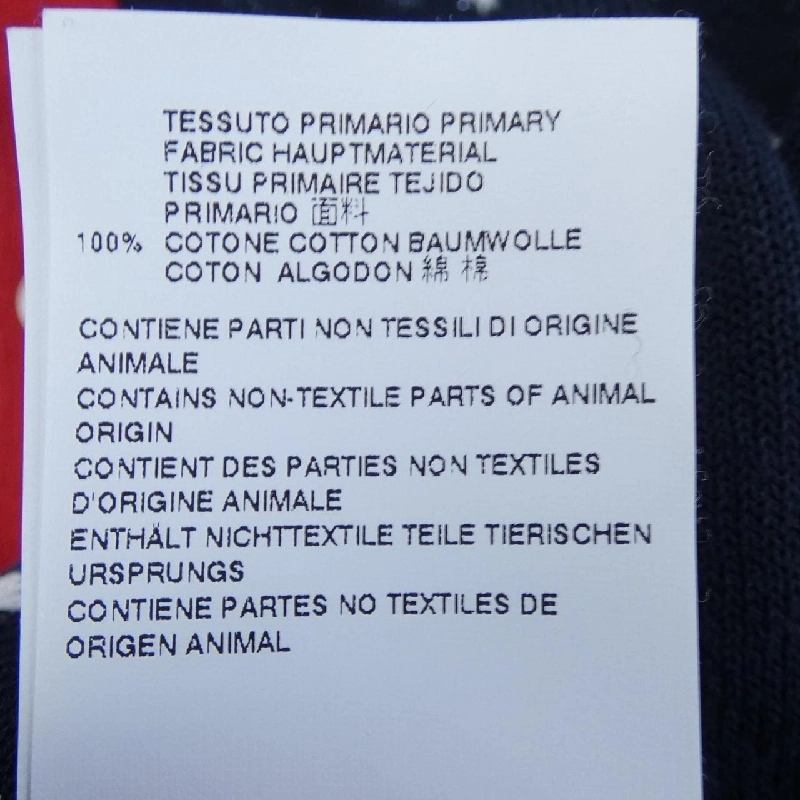 TESSUTO PRIMARIO PRIMARY
FABRIC HAUPTMATERIAL
TISSU PRIMAIRE TEJIDO
PRIMARIO 面料
100% COTONE COTTON BAUMWOLLE
COTON ALGODON 綿 棉
CONTIENE PARTI NON TESSILI DI ORIGINE
ANIMALE
CONTAINS NON-TEXTILE PARTS OF ANIMAL
ORIGIN
CONTIENT DES PARTIES NON TEXTILES
D'ORIGINE ANIMALE
ENTHÄLT NICHTTEXTILE TEILE TIERISCHEN
URSPRUNGS
CONTIENE PARTES NO TEXTILES DE
ORIGEN ANIMAL